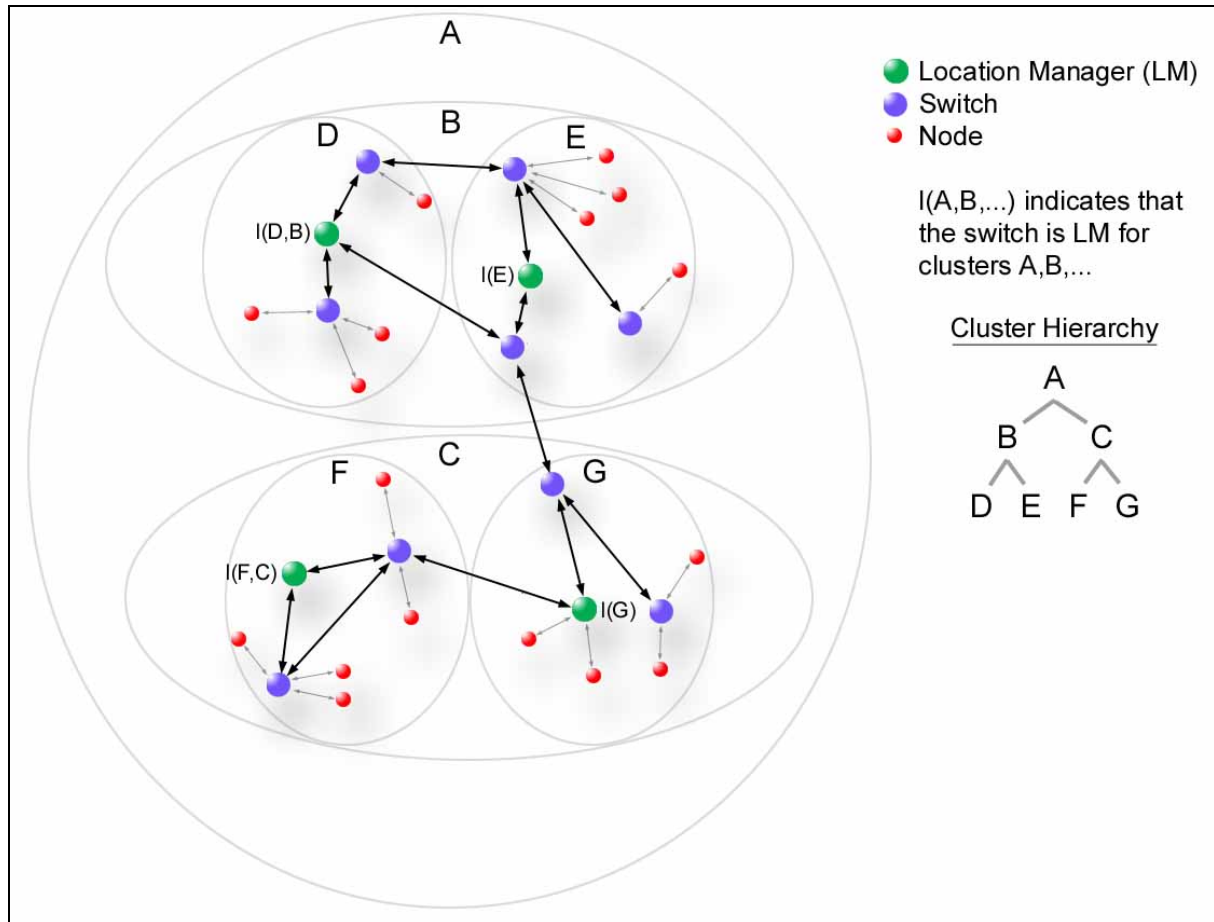 A
D
B
E
I(D,B)
I(E)
F
C
G
I(F,C)
I(G)
Location Manager (LM)
Switch
Node
I(A,B,...) indicates that
the switch is LM for
clusters A,B,...
Cluster Hierarchy
A
B C
D E F G